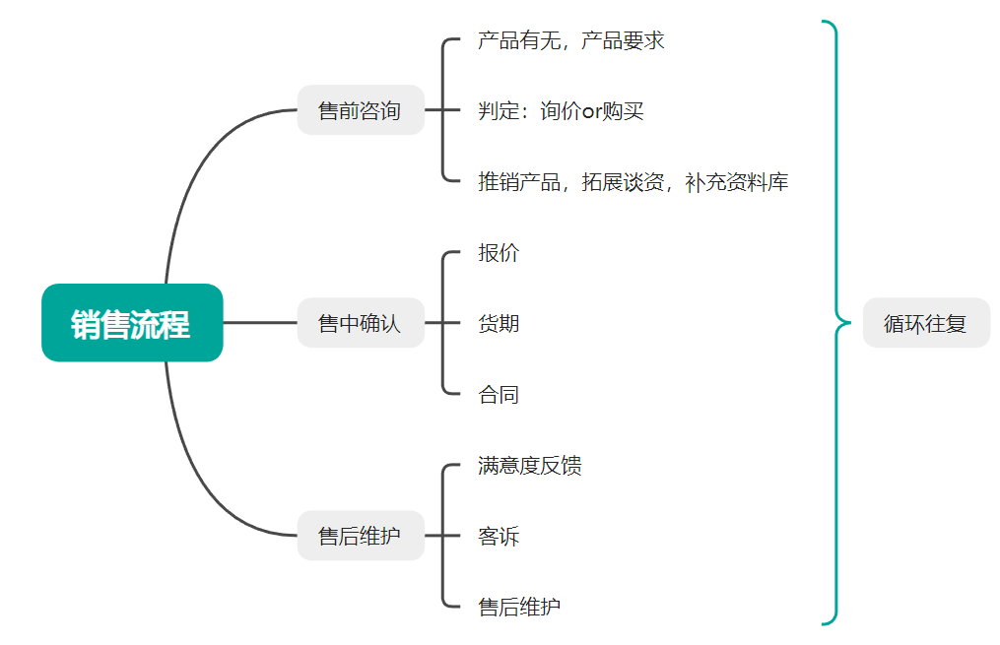 销售流程
售前咨询
产品有无，产品要求
判定：询价or购买
推销产品，拓展谈资，补充资料库
售中确认
报价
货期
合同
售后维护
满意度反馈
客诉
售后维护
循环往复